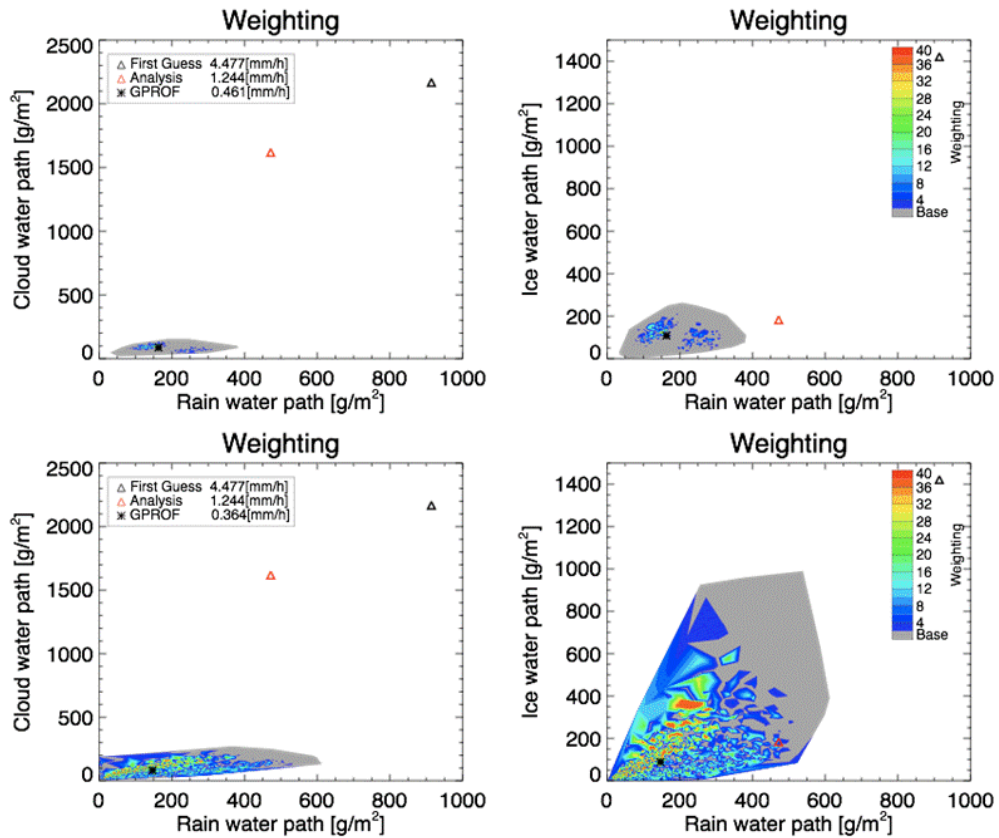 Weighting
2500
2000
1500
1000
500
0
Cloud water path [g/m²]
First Guess 4.477[mm/h]
Analysis 1.244[mm/h]
GPROF 0.461[mm/h]
0 200 400 600 800 1000
Rain water path [g/m²]
Weighting
1400
1200
1000
800
600
400
200
0
Ice water path [g/m²]
40
36
28
24
20
16
12
8
4
Base
Weighting
0 200 400 600 800 1000
Rain water path [g/m²]
Weighting
2500
2000
1500
1000
500
0
Cloud water path [g/m²]
First Guess 4.477[mm/h]
Analysis 1.244[mm/h]
GPROF 0.364[mm/h]
0 200 400 600 800 1000
Rain water path [g/m²]
Weighting
1400
1200
1000
800
600
400
200
0
Ice water path [g/m²]
40
36
28
24
20
16
12
8
4
Base
Weighting
0 200 400 600 800 1000
Rain water path [g/m²]